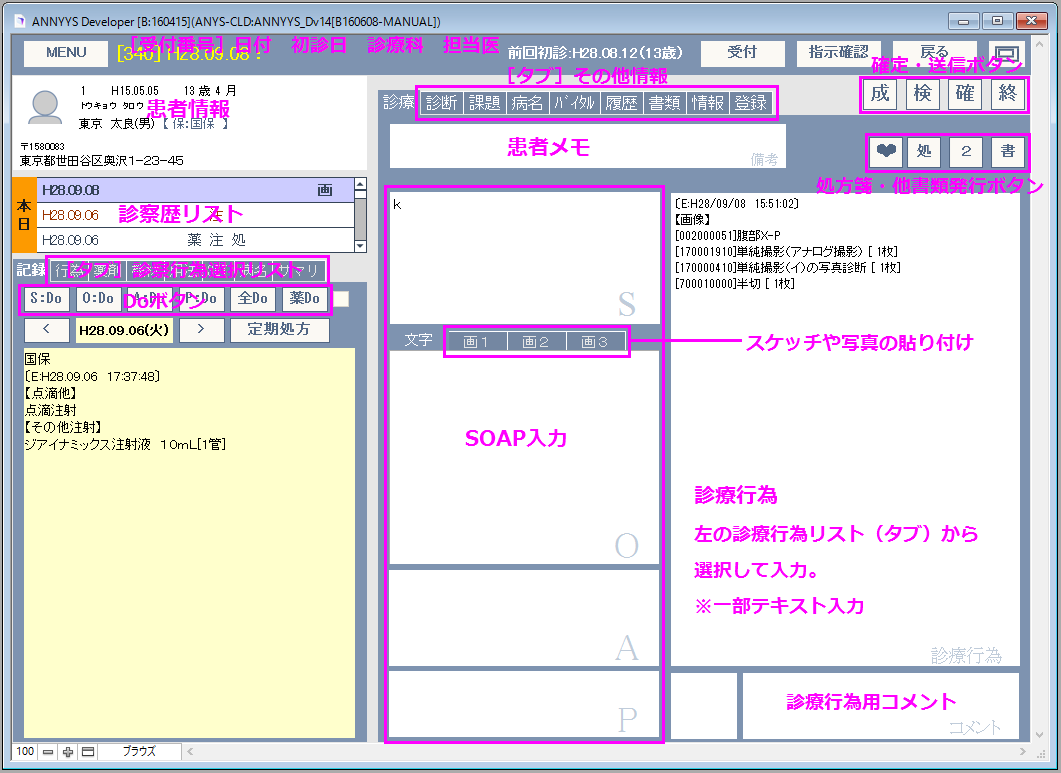 ANNYYS Developer [B:160415](ANYS-CLD:ANNYYS_Dv14[B160608-MANUAL])
MENU
[340] H28.09.08 :
[受付番号] 日付 初診日 診療科 担当医
前回初診:H28.08.12(13歳)
受付
指示確認
戻る
確定・送信ボタン
成 検 確 終
1 H15.05.05 13 歳 4 月
トウキョウ タロウ
東京 太良(男)【 保:国保 】
患者情報
〒1580083
東京都世田谷区奥沢1-23-45
[タブ] その他情報
診療 診断 課題 病名 バイタル 履歴 書類 情報 登録
患者メモ
備考
処 2 書
処方箋・他書類発行ボタン
本日
H28.09.08 画
H28.09.06
診察歴リスト
H28.09.06 薬 注 処
記録 行為 薬剤 サマリ
[タブ] 診察行為選択リスト
S:Do O:Do A:Do P:Do 全Do 薬Do
Doボタン
< H28.09.06(火) > 定期処方
国保
[E:H28.09.06 17:37:48]
【点滴他】
点滴注射
【その他注射】
ジアイナミックス注射液 10mL[1管]
k
S
文字 画1 画2 画3
スケッチや写真の貼り付け
SOAP入力
O
A
P
[E:H28/09/08 15:51:02]
【画像】
[002000051]腹部X-P
[170001910]単純撮影(アナログ撮影) [ 1枚]
[170000410]単純撮影(イ)の写真診断 [ 1枚]
[700010000]半切 [ 1枚]
診療行為
左の診療行為リスト（タブ）から
選択して入力。
※一部テキスト入力
診療行為
診療行為用コメント
コメント
100 ブラウズ